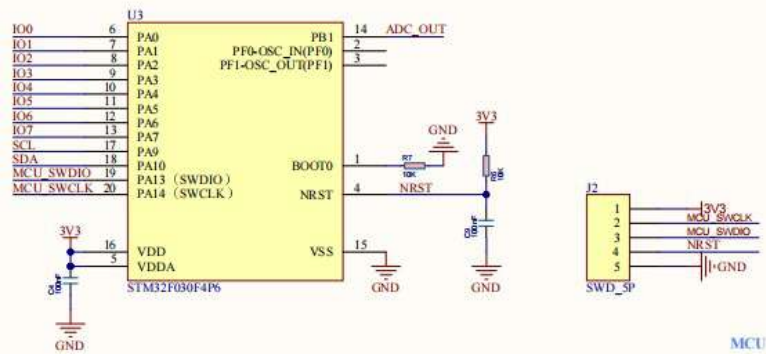 U3
IO0 6 PA0 PB1 14 ADC_OUT
IO1 7 PA1 PF0-OSC_IN(PF0) 2
IO2 8 PA2 PF1-OSC_OUT(PF1) 3
IO3 9 PA3
IO4 10 PA4
IO5 11 PA5
IO6 12 PA6
IO7 13 PA7
SCL 17 PA9
SDA 18 PA10 BOOT0 1 R7 10K GND
MCU_SWDIO 19 PA13（SWDIO）
MCU_SWCLK 20 PA14（SWCLK） NRST 4 NRST
3V3 10K
3V3
16 VDD VSS 15 GND
5 VDDA
100nF
GND
STM32F030F4P6
100nF
GND
J2
1 3V3
2 MCU_SWCLK
3 MCU_SWDIO
4 NRST
5 GND
SWD_5P
MCU